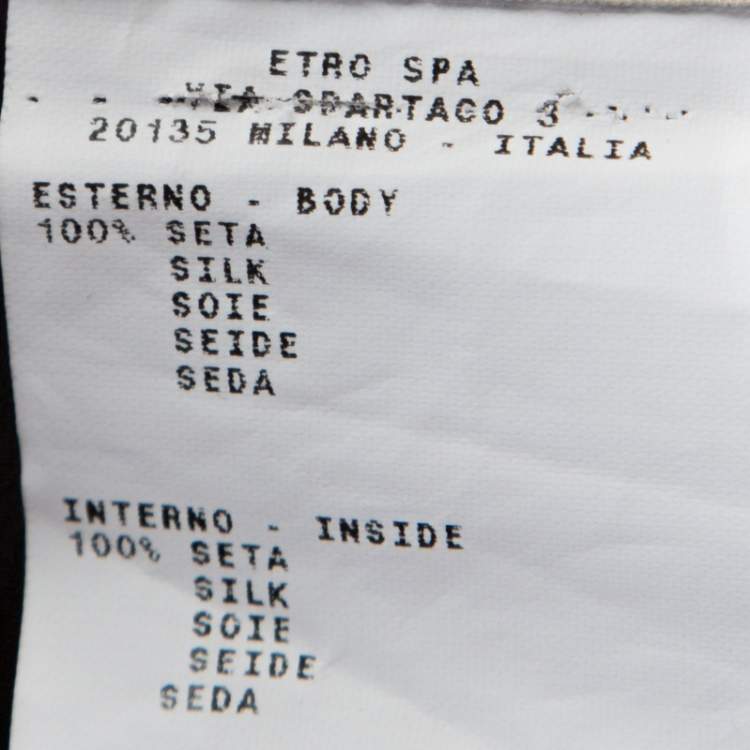 ETRO SPA
VIA SPARTACO 3
20135 MILANO - ITALIA
ESTERNO - BODY
100% SETA
SILK
SOIE
SEIDE
SEDA
INTERNO - INSIDE
100% SETA
SILK
SOIE
SEIDE
SEDA